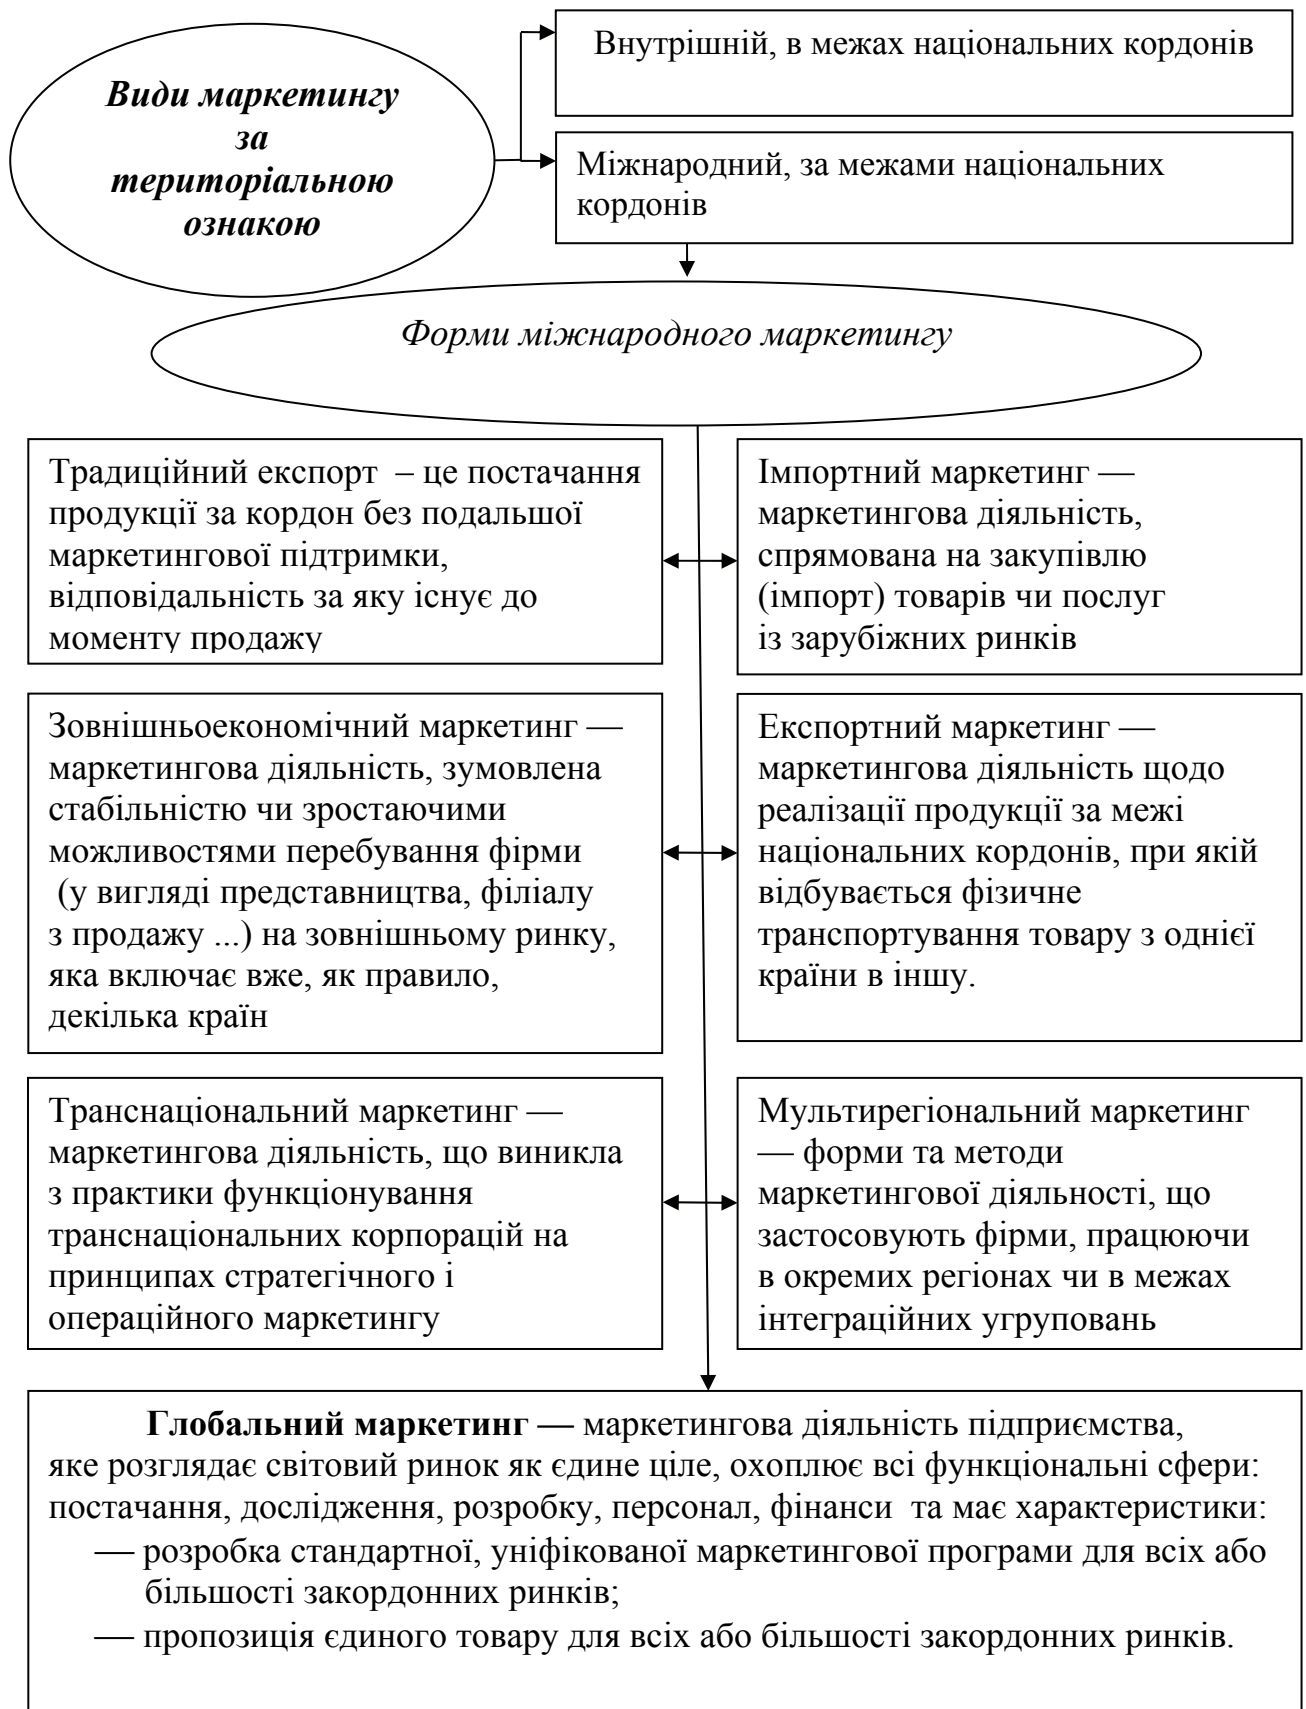 Види маркетингу
за
територіальною
ознакою
Внутрішній, в межах національних кордонів
Міжнародний, за межами національних
кордонів
Форми міжнародного маркетингу
Традиційний експорт – це постачання
продукції за кордон без подальшої
маркетингової підтримки,
відповідальність за яку існує до
моменту продажу
Імпортний маркетинг —
маркетингова діяльність,
спрямована на закупівлю
(імпорт) товарів чи послуг
із зарубіжних ринків
Зовнішньоекономічний маркетинг —
маркетингова діяльність, зумовлена
стабільністю чи зростаючими
можливостями перебування фірми
(у вигляді представництва, філіалу
з продажу ...) на зовнішньому ринку,
яка включає вже, як правило,
декілька країн
Експортний маркетинг —
маркетингова діяльність щодо
реалізації продукції за межі
національних кордонів, при якій
відбувається фізичне
транспортування товару з однієї
країни в іншу.
Транснаціональний маркетинг —
маркетингова діяльність, що виникла
з практики функціонування
транснаціональних корпорацій на
принципах стратегічного і
операційного маркетингу
Мультирегіональний маркетинг
— форми та методи
маркетингової діяльності, що
застосовують фірми, працюючи
в окремих регіонах чи в межах
інтеграційних угруповань
Глобальний маркетинг — маркетингова діяльність підприємства,
яке розглядає світовий ринок як єдине ціле, охоплює всі функціональні сфери:
постачання, дослідження, розробку, персонал, фінанси та має характеристики:
— розробка стандартної, уніфікованої маркетингової програми для всіх або
більшості закордонних ринків;
— пропозиція єдиного товару для всіх або більшості закордонних ринків.